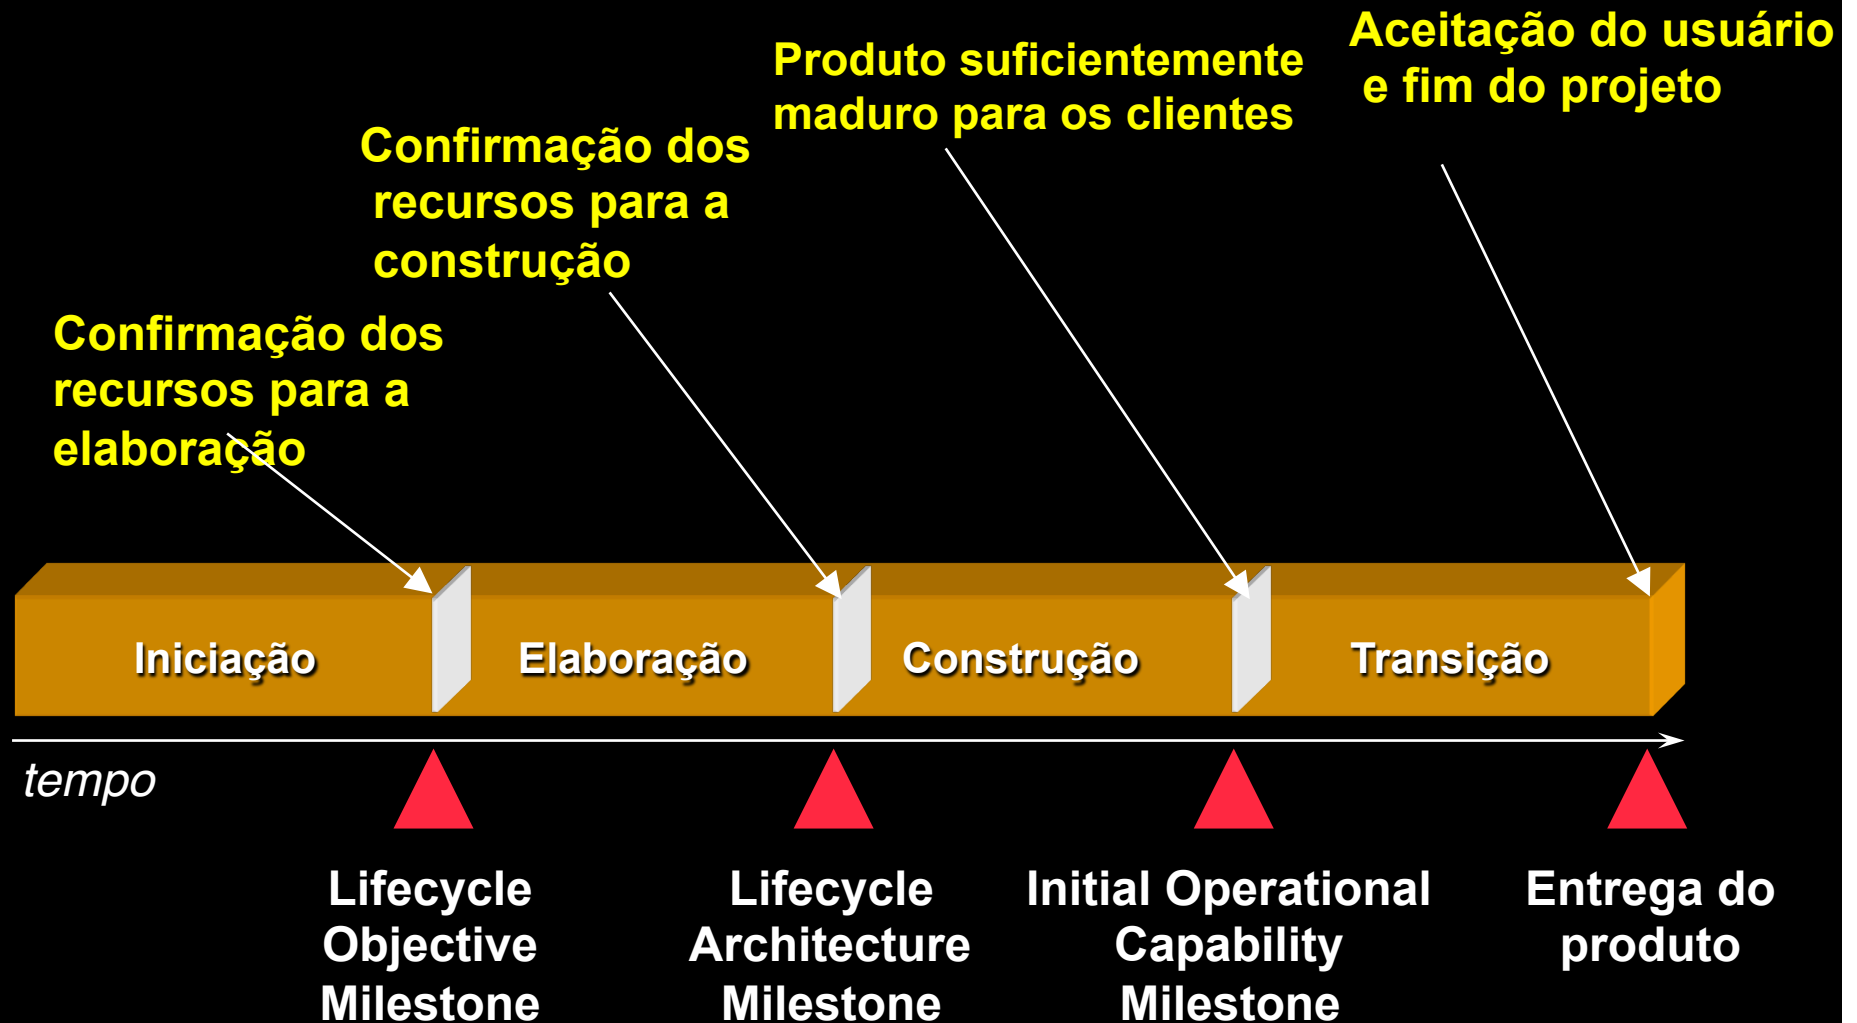 Aceitação do usuário
e fim do projeto
Produto suficientemente
maduro para os clientes
Confirmação dos
recursos para a
construção
Confirmação dos
recursos para a
elaboração
Iniciação
Elaboração
Construção
Transição
tempo
Lifecycle
Objective
Milestone
Lifecycle
Architecture
Milestone
Initial Operational
Capability
Milestone
Entrega do
produto